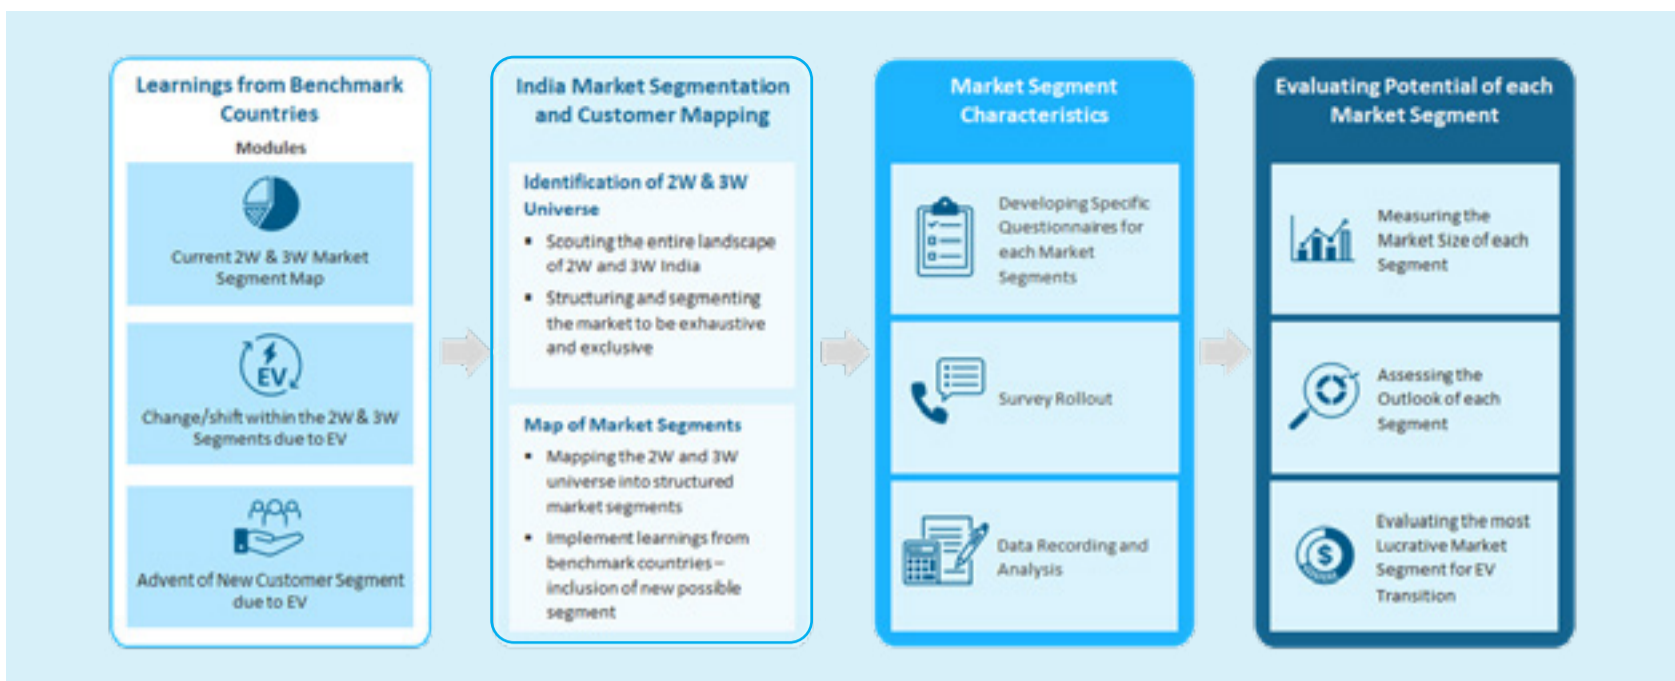 Learnings from Benchmark
Countries
Modules
Current 2W & 3W Market
Segment Map
EV
Change/shift within the 2W & 3W
Segments due to EV
Advent of New Customer Segment
due to EV
India Market Segmentation
and Customer Mapping
Identification of 2W & 3W
Universe
▪ Scouting the entire landscape
of 2W and 3W India
▪ Structuring and segmenting
the market to be exhaustive
and exclusive
Map of Market Segments
▪ Mapping the 2W and 3W
universe into structured
market segments
▪ Implement learnings from
benchmark countries –
inclusion of new possible
segment
Market Segment
Characteristics
Developing Specific
Questionnaires for
each Market
Segments
Survey Rollout
Data Recording and
Analysis
Evaluating Potential of each
Market Segment
Measuring the
Market Size of each
Segment
Assessing the
Outlook of each
Segment
$
Evaluating the most
Lucrative Market
Segment for EV
Transition